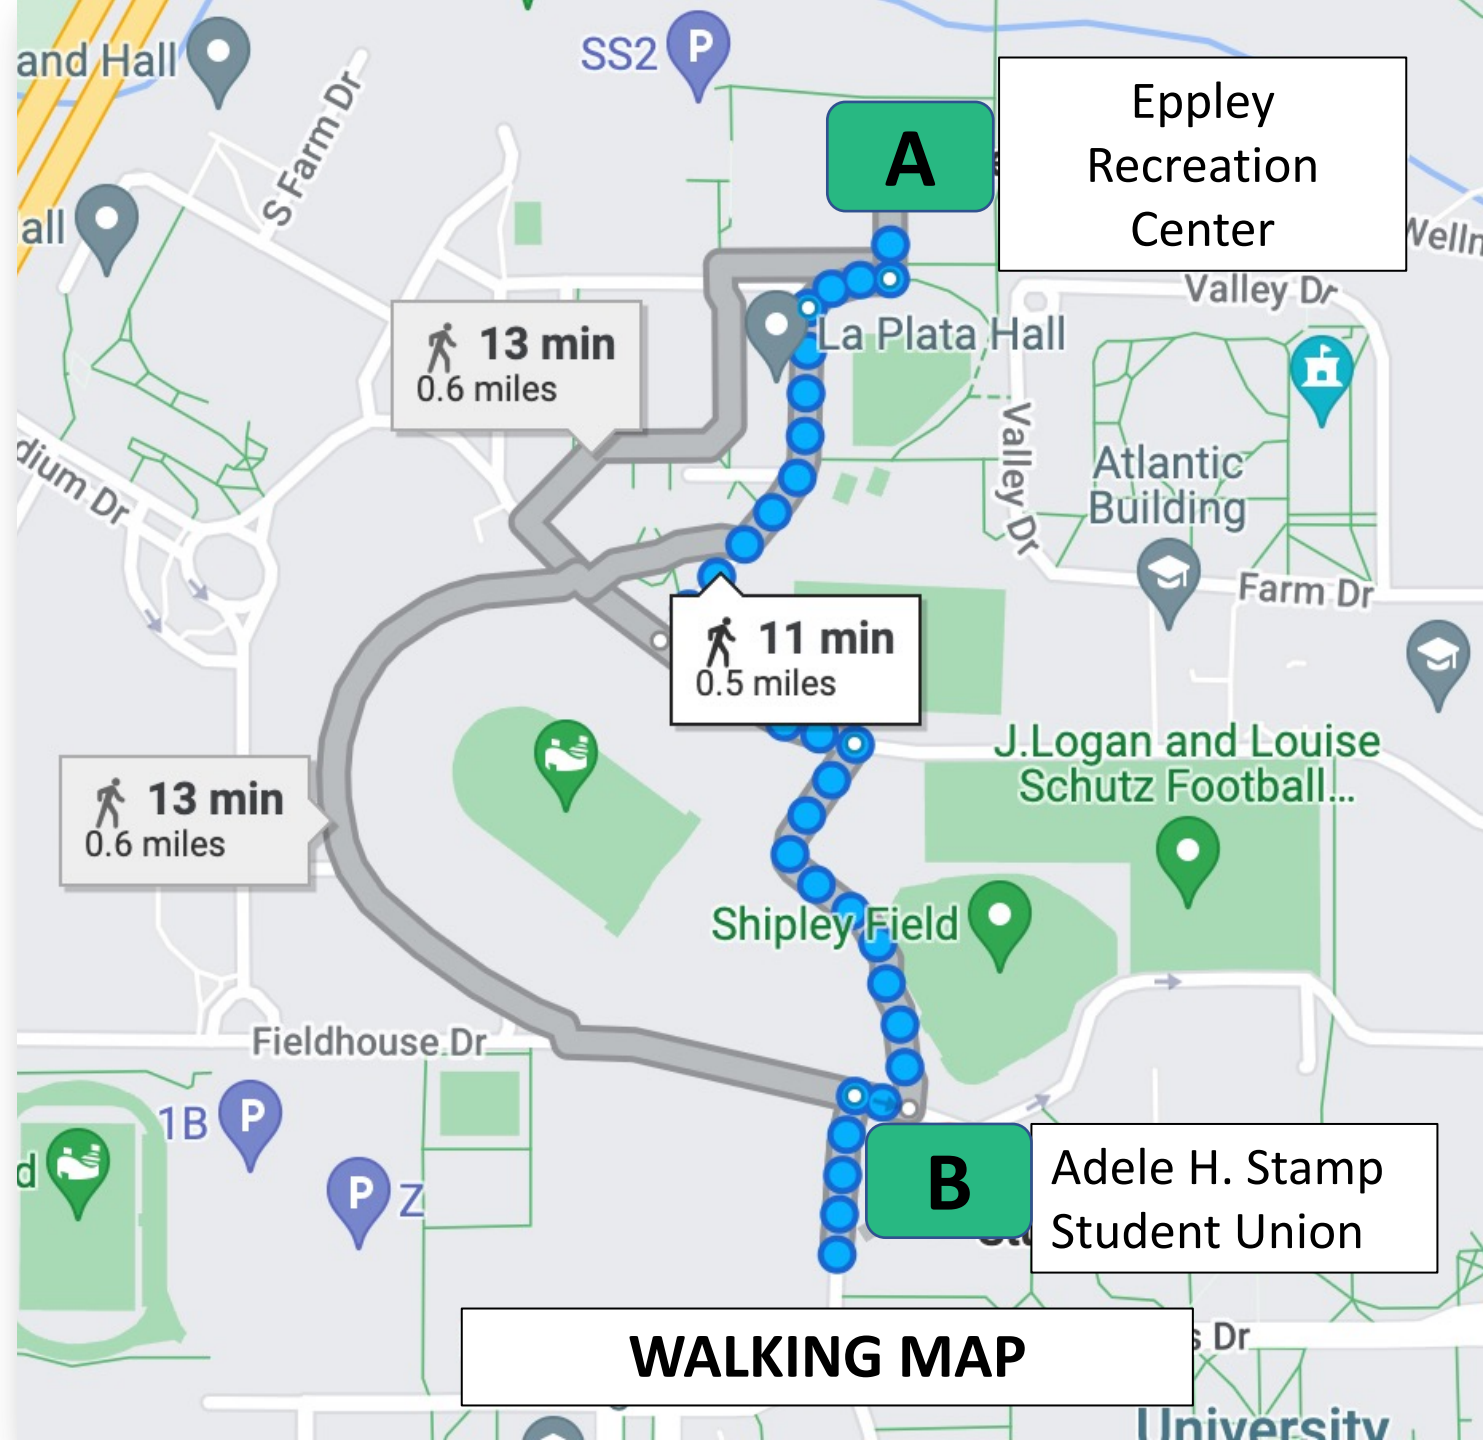 and Hall
SS2
P
A
Eppley
Recreation
Center
S Farm Dr
all
Valley Dr
13 min
0.6 miles
La Plata Hall
Valley Dr
Atlantic
Building
dium Dr
Farm Dr
11 min
0.5 miles
J.Logan and Louise
Schutz Football...
13 min
0.6 miles
Shipley Field
Fieldhouse Dr
1B
P
P
Z
d
B
Adele H. Stamp
Student Union
WALKING MAP
s Dr
University